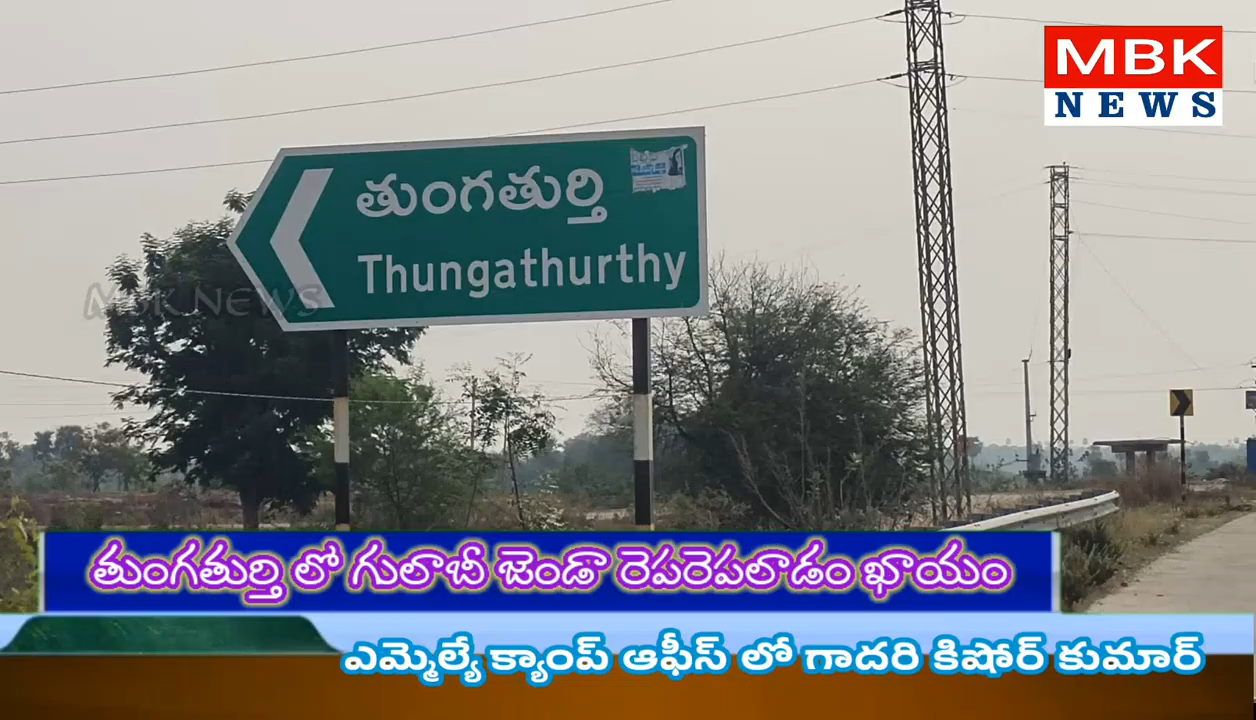 MBK
NEWS
తుంగతుర్తి
Thungathurthy
MBK NEWS
తుంగతుర్తి లో గులాబీ జెండా రెపరెపలాడం ఖాయం
ఎమ్మెల్యే క్యాంప్ ఆఫీస్ లో గాదరి కిషోర్ కుమార్